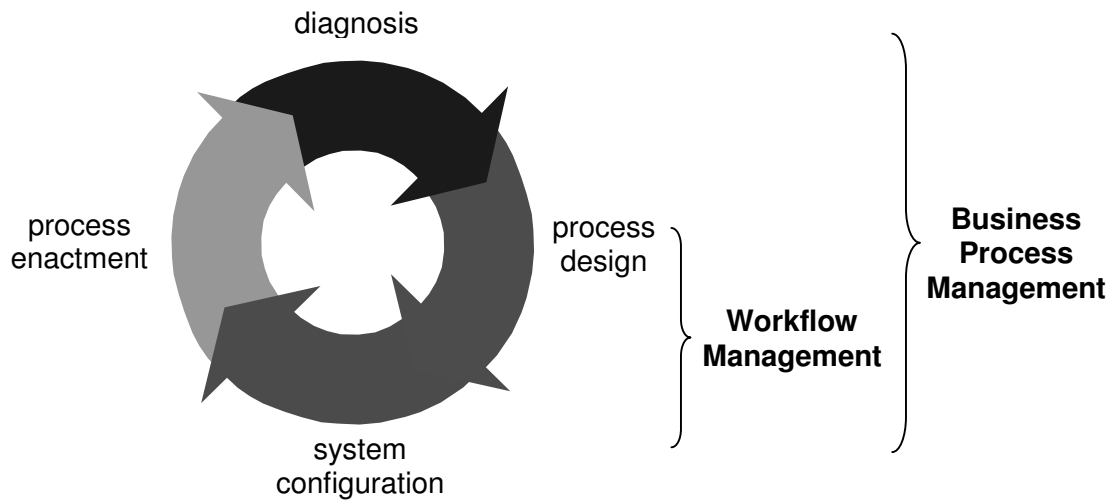 diagnosis
process
enactment
process
design
system
configuration
Workflow
Management
Business
Process
Management